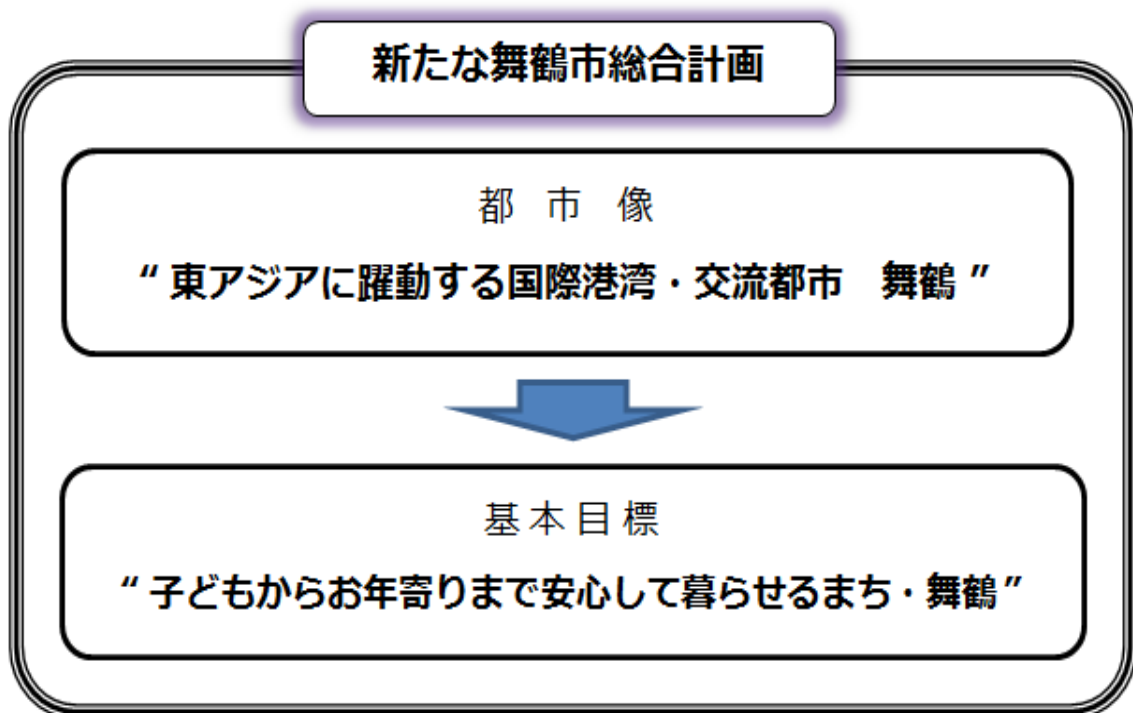 新たな舞鶴市総合計画
都 市 像
“ 東アジアに躍動する国際港湾・交流都市　舞鶴 ”
基 本 目 標
“ 子どもからお年寄りまで安心して暮らせるまち・舞鶴 ”